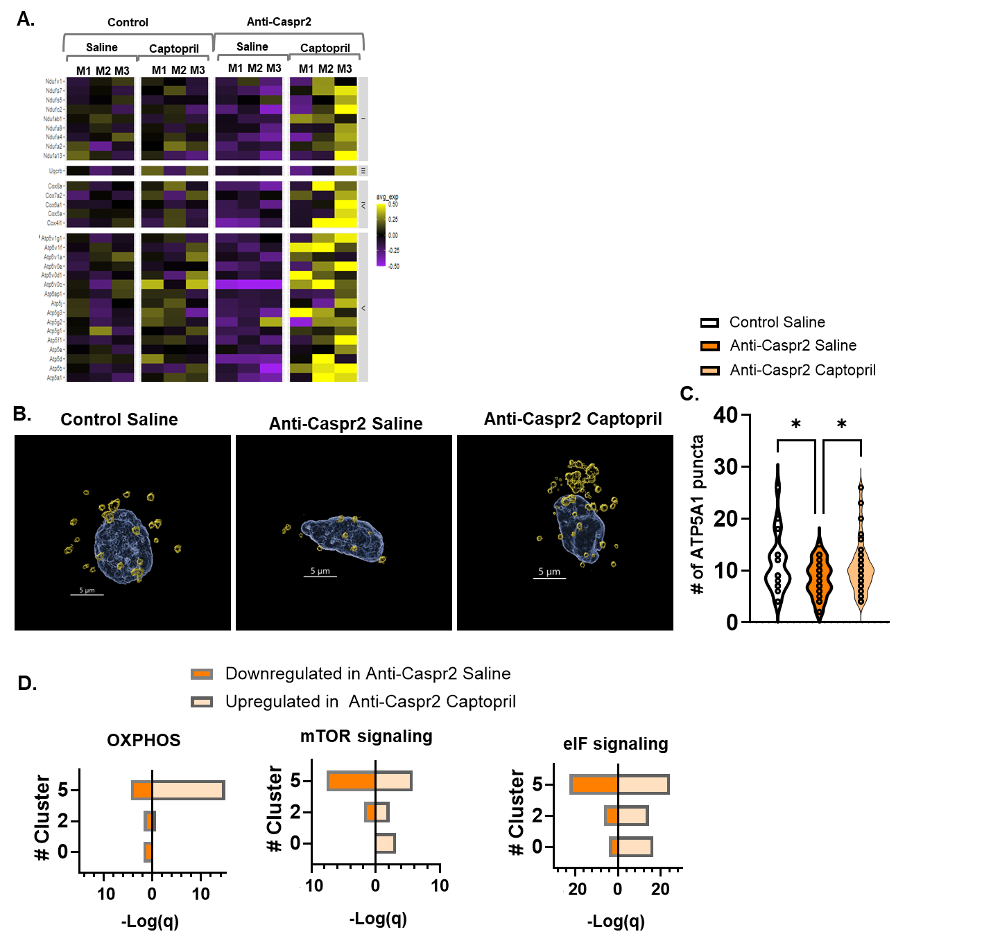 A.
Control
Anti-Caspr2
Saline
Captopril
Saline
Captopril
M1 M2 M3
M1 M2 M3
M1 M2 M3
M1 M2 M3
Ndufv1
Ndufs7
Ndufs5
Ndufc2
Ndufab1
Ndufa9
Ndufa4
Ndufa2
Ndufa13
I
Uqcrb
III
Cox8a
Cox7a2
Cox6a1
Cox5a
Cox4i1
IV
Atp6v1g1
Atp6v1f
Atp6v1a
Atp6v0e
Atp6v0d1
Atp6v0c
Atp6ap1
Atp5j
Atp5g3
Atp5g2
Atp5g1
Atp5f1
Atp5e
Atp5d
Atp5b
Atp5a1
V
avg_exp
0.50
0.25
0.00
-0.25
-0.50
Control Saline
Anti-Caspr2 Saline
Anti-Caspr2 Captopril
B.
Control Saline
Anti-Caspr2 Saline
Anti-Caspr2 Captopril
5 µm
5 µm
5 µm
C.
# of ATP5A1 puncta
40
30
20
10
0
*
*
D.
Downregulated in Anti-Caspr2 Saline
Upregulated in Anti-Caspr2 Captopril
OXPHOS
# Cluster
5
2
0
10 0 10
-Log(q)
mTOR signaling
# Cluster
5
2
0
10 0 10
-Log(q)
eIF signaling
# Cluster
5
2
0
20 0 20
-Log(q)